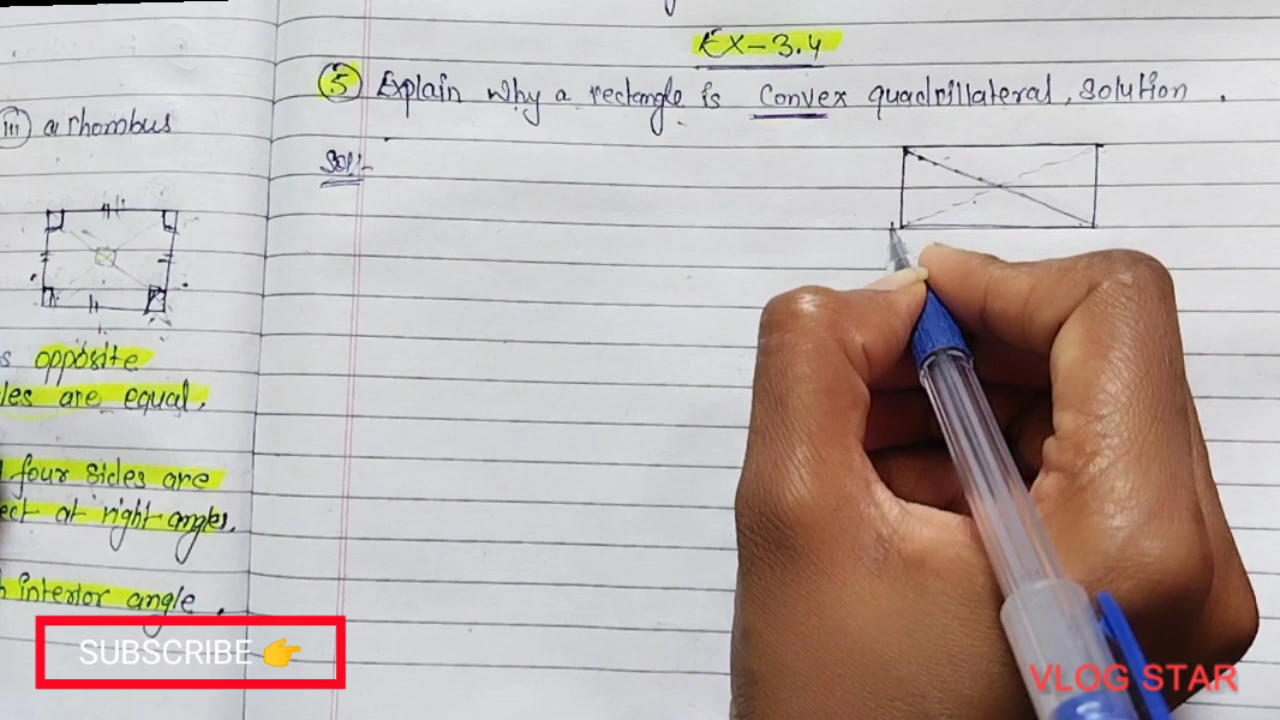 EX-3.4
5 Explain why a rectangle is convex quadrillateral, solution.
Sol:-
(iii) a rhombus
s opposite
les are equal,
four sides are
ect at right angles.
interior angle.
SUBSCRIBE 👉
VLOG STAR